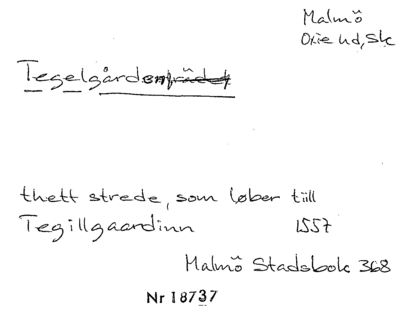 Malmö
Oxie hd, Sk
Tegelgården
thett strede, som løber tiill
Tegillgaardinn 1557
Malmö Stadsbok 368
Nr 18737